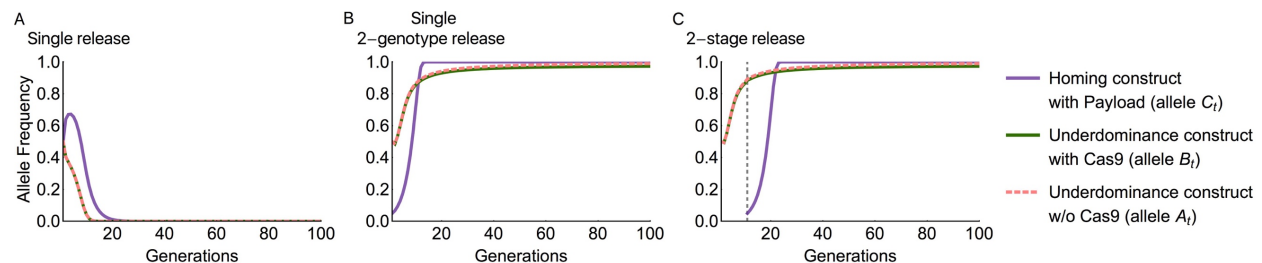 A
Single release
Allele Frequency
1.0
0.8
0.6
0.4
0.2
0.0
20 40 60 80 100
Generations
B
Single
2−genotype release
1.0
0.8
0.6
0.4
0.2
0.0
20 40 60 80 100
Generations
C
2−stage release
1.0
0.8
0.6
0.4
0.2
0.0
20 40 60 80 100
Generations
Homing construct
with Payload (allele Ct)
Underdominance construct
with Cas9 (allele Bt)
Underdominance construct
w/o Cas9 (allele At)